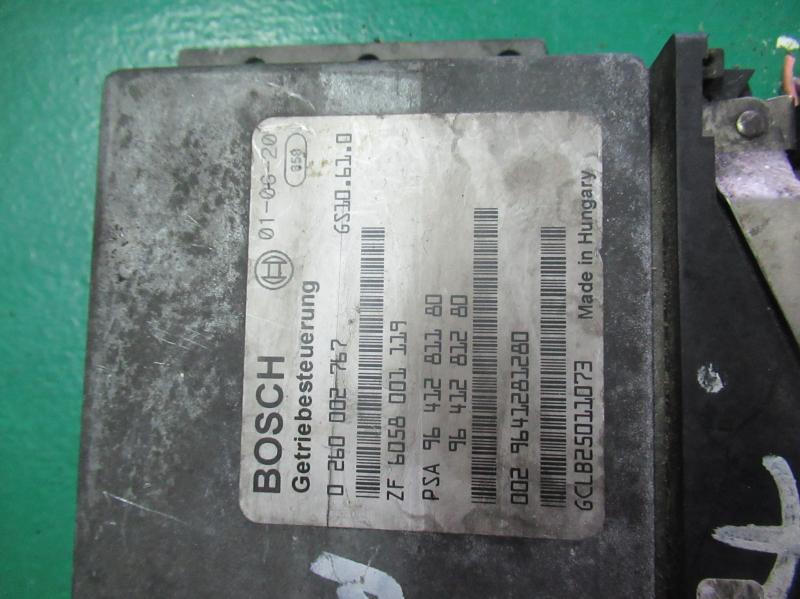 BOSCH 01-06-20 850
Getriebesteuerung
0 260 002 767 GS10.61.0
ZF 6058 001 119
PSA 96 412 811 80
96 412 812 80
002 9641281280
GCLB25011073 Made in Hungary